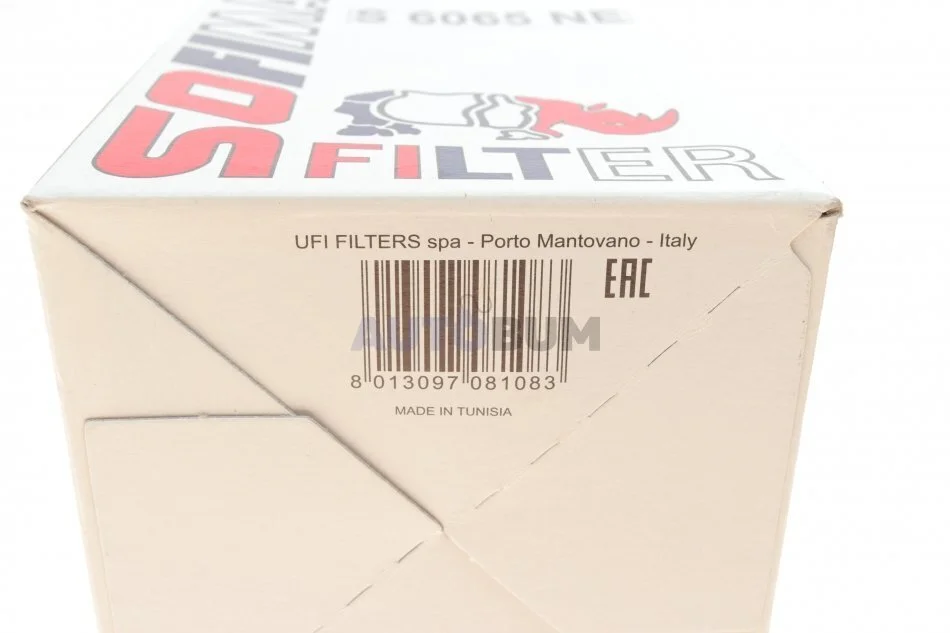 S 6065 NE
SOFIMA
FILTER
UFI FILTERS spa - Porto Mantovano - Italy
EAC
AUTOBUM
8 013097 081083
MADE IN TUNISIA